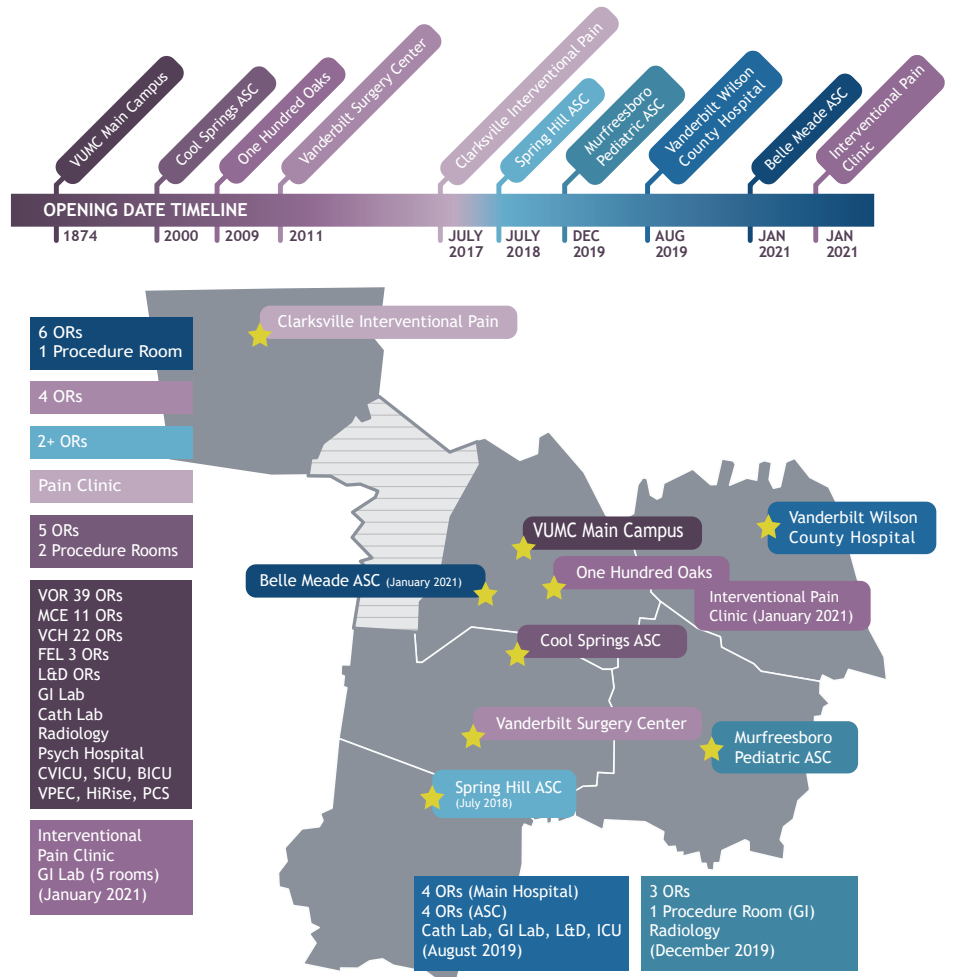 VUMC Main Campus
Cool Springs ASC
One Hundred Oaks
Vanderbilt Surgery Center
Clarksville Interventional Pain
Spring Hill ASC
Murfreesboro
Pediatric ASC
Vanderbilt Wilson
County Hospital
Belle Meade ASC
Interventional Pain
Clinic
OPENING DATE TIMELINE
1874
2000
2009
2011
JULY
2017
JULY
2018
DEC
2019
AUG
2019
JAN
2021
JAN
2021
6 ORs
1 Procedure Room
4 ORs
2+ ORs
Pain Clinic
5 ORs
2 Procedure Rooms
VOR 39 ORs
MCE 11 ORs
VCH 22 ORs
FEL 3 ORs
L&D ORs
GI Lab
Cath Lab
Radiology
Psych Hospital
CVICU, SICU, BICU
VPEC, HiRise, PCS
Interventional
Pain Clinic
GI Lab (5 rooms)
(January 2021)
Clarksville Interventional Pain
Vanderbilt Wilson
County Hospital
VUMC Main Campus
One Hundred Oaks
Belle Meade ASC (January 2021)
Interventional Pain
Clinic (January 2021)
Cool Springs ASC
Vanderbilt Surgery Center
Murfreesboro
Pediatric ASC
Spring Hill ASC
(July 2018)
4 ORs (Main Hospital)
4 ORs (ASC)
Cath Lab, GI Lab, L&D, ICU
(August 2019)
3 ORs
1 Procedure Room (GI)
Radiology
(December 2019)